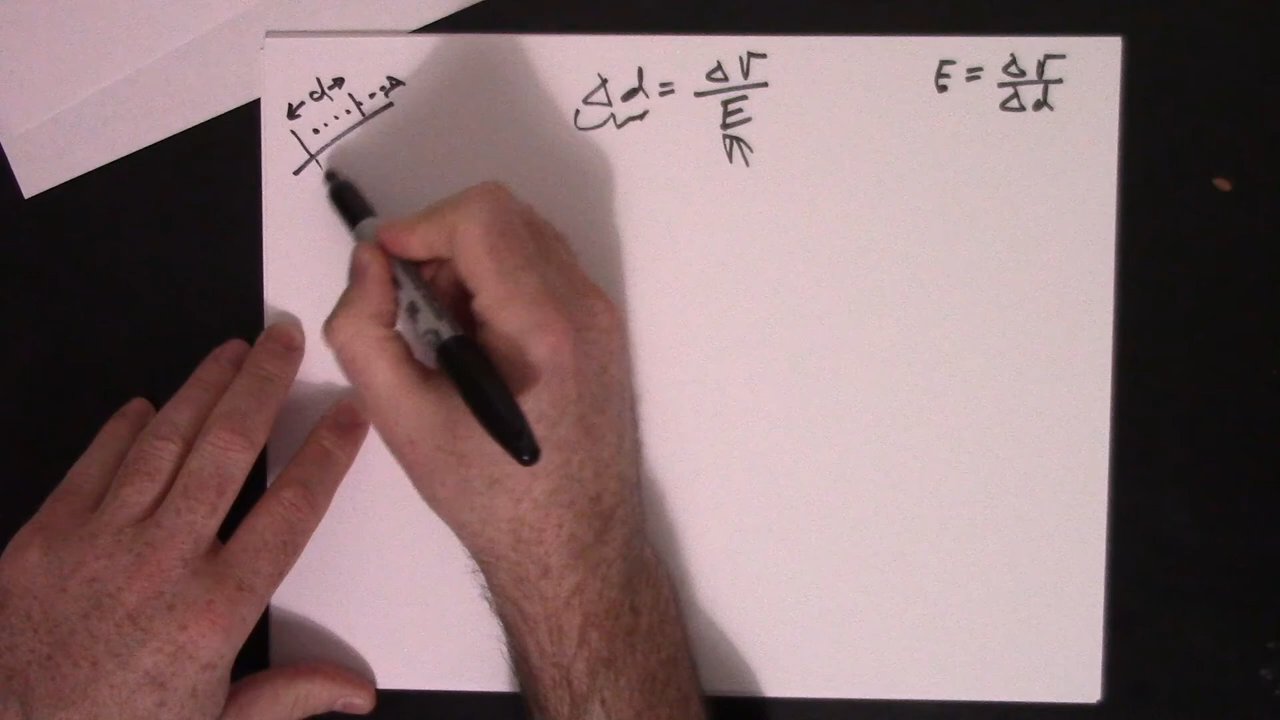 d
Δd = ΔV / E
E = ΔV / Δd